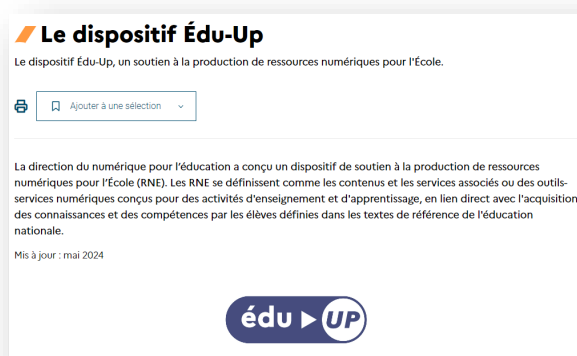 Le dispositif Édu-Up
Le dispositif Édu-Up, un soutien à la production de ressources numériques pour l'École.
Ajouter à une sélection
La direction du numérique pour l’éducation a conçu un dispositif de soutien à la production de ressources
numériques pour l’École (RNE). Les RNE se définissent comme les contenus et les services associés ou des outils-
services numériques conçus pour des activités d'enseignement et d'apprentissage, en lien direct avec l'acquisition
des connaissances et des compétences par les élèves définies dans les textes de référence de l'éducation
nationale.
Mis à jour : mai 2024
édu UP